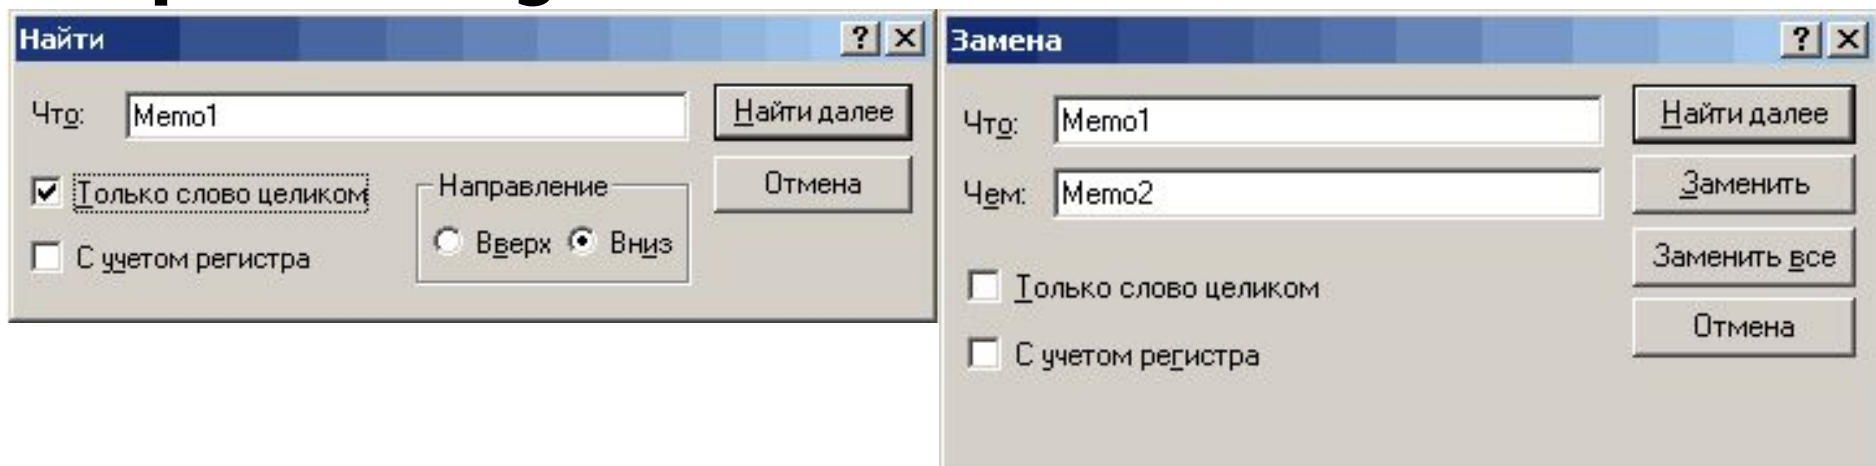 Найти
Что: Memo1
Найти далее
Только слово целиком
Направление
Отмена
С учетом регистра
Вверх Вниз
Замена
Что: Memo1
Найти далее
Чем: Memo2
Заменить
Заменить все
Только слово целиком
Отмена
С учетом регистра